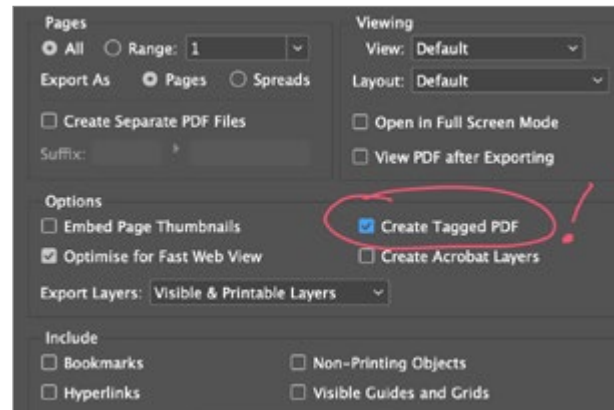 Pages
All Range: 1
Export As Pages Spreads
Create Separate PDF Files
Suffix:
Viewing
View: Default
Layout: Default
Open in Full Screen Mode
View PDF after Exporting
Options
Embed Page Thumbnails
Create Tagged PDF !
Optimise for Fast Web View
Create Acrobat Layers
Export Layers: Visible & Printable Layers
Include
Bookmarks
Non-Printing Objects
Hyperlinks
Visible Guides and Grids